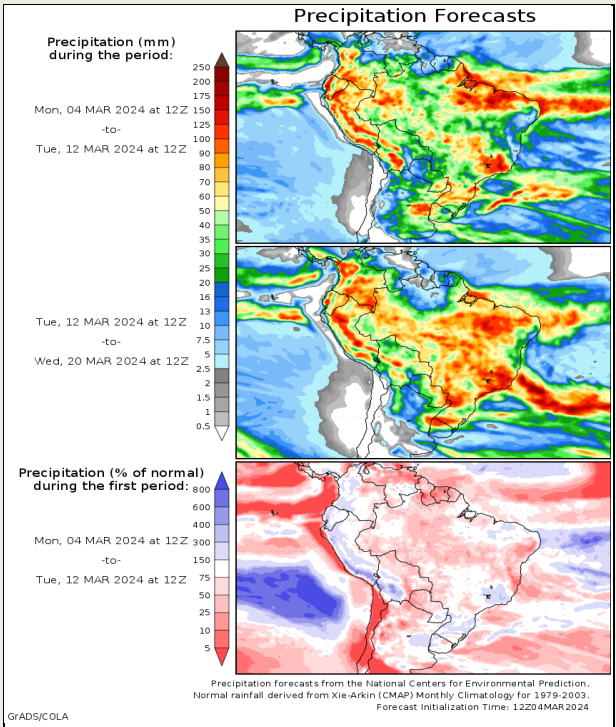 Precipitation Forecasts
Precipitation (mm)
during the period:
250
200
175
150
125
100
90
80
70
60
50
40
35
30
25
20
16
13
10
7.5
5
2.5
2
1.5
1
0.5
Mon, 04 MAR 2024 at 12Z
-to-
Tue, 12 MAR 2024 at 12Z
Tue, 12 MAR 2024 at 12Z
-to-
Wed, 20 MAR 2024 at 12Z
Precipitation (% of normal)
during the first period:
800
600
400
300
150
75
50
25
10
5
Mon, 04 MAR 2024 at 12Z
-to-
Tue, 12 MAR 2024 at 12Z
Precipitation forecasts from the National Centers for Environmental Prediction.
Normal rainfall derived from Xie-Arkin (CMAP) Monthly Climatology for 1979-2003.
Forecast Initialization Time: 12Z04MAR2024
GrADS/COLA